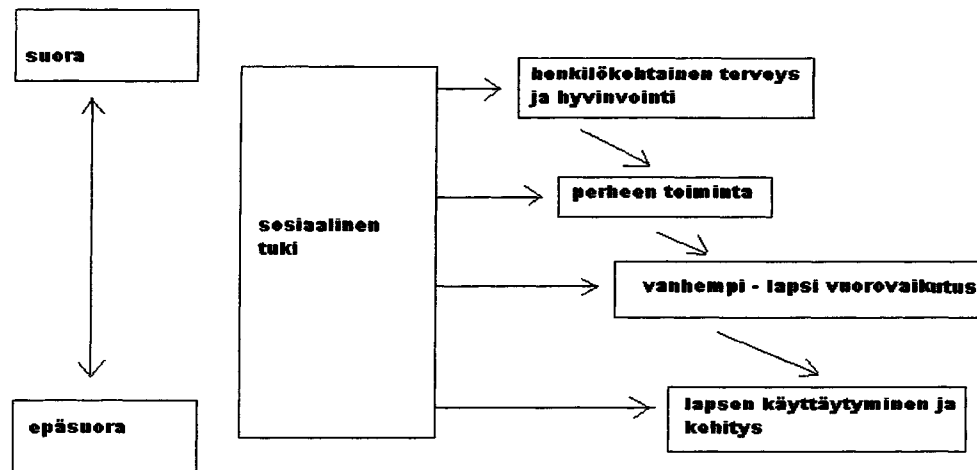 suora
henkilökohtainen terveys
ja hyvinvointi
perheen toiminta
sosiaalinen
tuki
vanhempi - lapsi vuorovaikutus
lapsen käyttäytyminen ja
kehitys
epäsuora